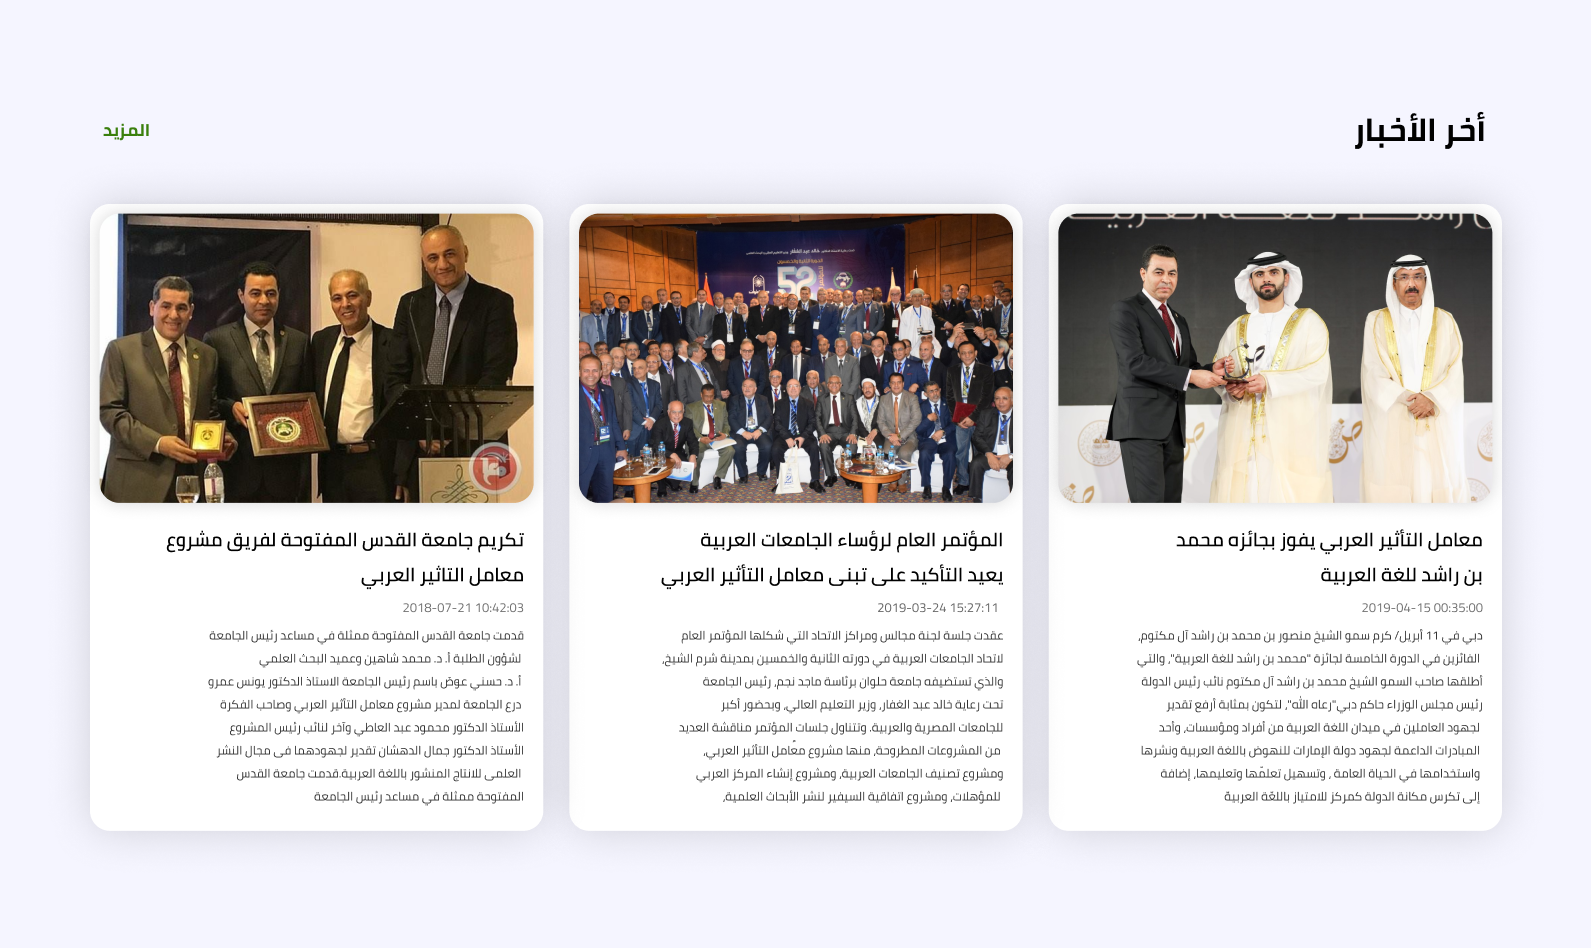 أخر الأخبار
المزيد
معامل التأثير العربي يفوز بجائزه محمد
بن راشد للغة العربية
2019-04-15 00:35:00
دبي في 11 أبريل/ كرم سمو الشيخ منصور بن محمد بن راشد آل مكتوم,
الفائزين في الدورة الخامسة لجائزة "محمد بن راشد للغة العربية", والتي
أطلقها صاحب السمو الشيخ محمد بن راشد آل مكتوم نائب رئيس الدولة
رئيس مجلس الوزراء حاكم دبي"رعاه الله", لتكون بمثابة أرفع تقدير
لجهود العاملين في ميدان اللغة العربية من أفراد ومؤسسات, وأحد
المبادرات الداعمة لجهود دولة الإمارات للنهوض باللغة العربية ونشرها
واستخدامها في الحياة العامة , وتسهيل تعلمّها وتعليمها, إضافة
إلى تكرس مكانة الدولة كمركز للامتياز باللغّة العربيةّ
المؤتمر العام لرؤساء الجامعات العربية
يعيد التأكيد على تبنى معامل التأثير العربي
2019-03-24 15:27:11
عقدت جلسة لجنة مجالس ومراكز الاتحاد التي شكلها المؤتمر العام
لاتحاد الجامعات العربية في دورته الثانية والخمسين بمدينة شرم الشيخ,
والذي تستضيفه جامعة حلوان برئاسة ماجد نجم, رئيس الجامعة
تحت رعاية خالد عبد الغفار, وزير التعليم العالي, وبحضور أكبر
للجامعات المصرية والعربية. وتتناول جلسات المؤتمر مناقشة العديد
من المشروعات المطروحة, منها مشروع معُامل التأثير العربي,
ومشروع تصنيف الجامعات العربية, ومشروع إنشاء المركز العربي
للمؤهلات, ومشروع اتفاقية السيفير لنشر الأبحاث العلمية,
52
تكريم جامعة القدس المفتوحة لفريق مشروع
معامل التاثير العربي
2018-07-21 10:42:03
قدمت جامعة القدس المفتوحة ممثلة في مساعد رئيس الجامعة
لشؤون الطلبة أ. د. محمد شاهين وعميد البحث العلمي
أ. د. حسني عوض باسم رئيس الجامعة الاستاذ الدكتور يونس عمرو
درع الجامعة لمدير مشروع معامل التأثير العربي وصاحب الفكرة
الأستاذ الدكتور محمود عبد العاطي وآخر لنائب رئيس المشروع
الأستاذ الدكتور جمال الدهشان تقدير لجهودهما فى مجال النشر
العلمى للانتاج المنشور باللغة العربية.قدمت جامعة القدس
المفتوحة ممثلة في مساعد رئيس الجامعة